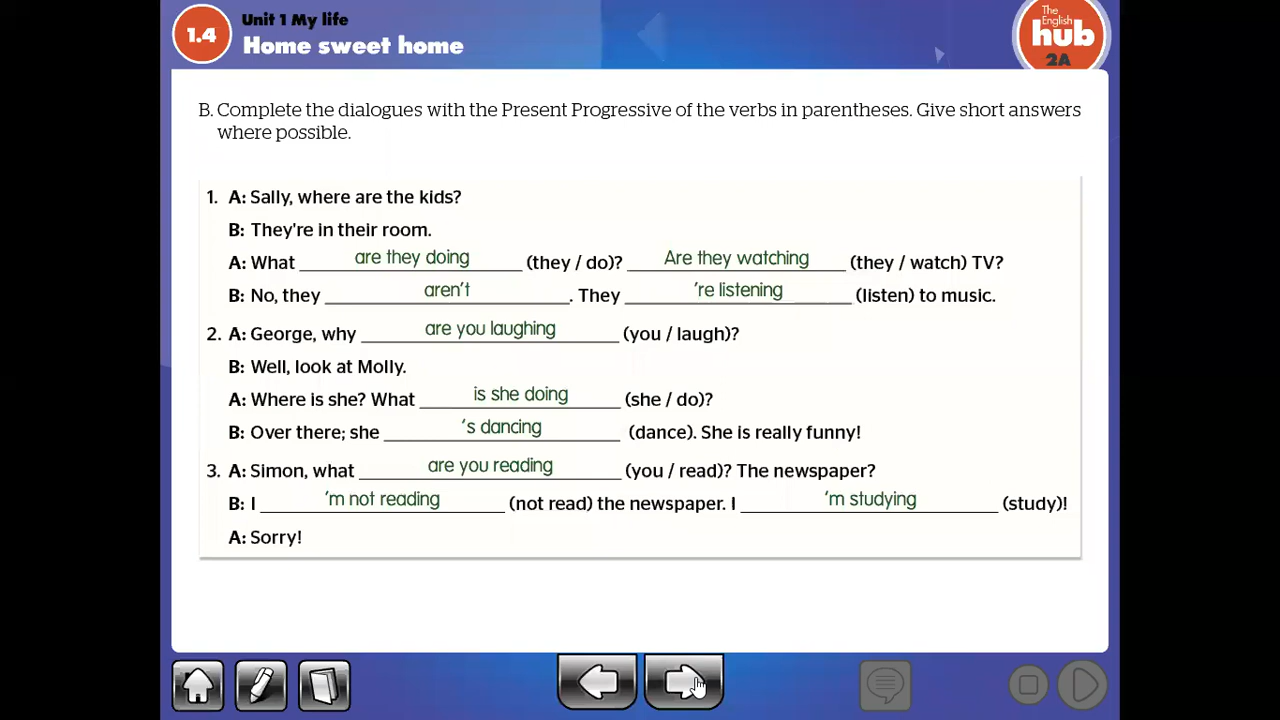 1.4
Unit 1 My life
Home sweet home
The
English
hub
2A
B. Complete the dialogues with the Present Progressive of the verbs in parentheses. Give short answers
where possible.
1. A: Sally, where are the kids?
B: They're in their room.
A: What are they doing (they / do)? Are they watching (they / watch) TV?
B: No, they aren't. They 're listening (listen) to music.
2. A: George, why are you laughing (you / laugh)?
B: Well, look at Molly.
A: Where is she? What is she doing (she / do)?
B: Over there; she 's dancing (dance). She is really funny!
3. A: Simon, what are you reading (you / read)? The newspaper?
B: I 'm not reading (not read) the newspaper. I 'm studying (study)!
A: Sorry!